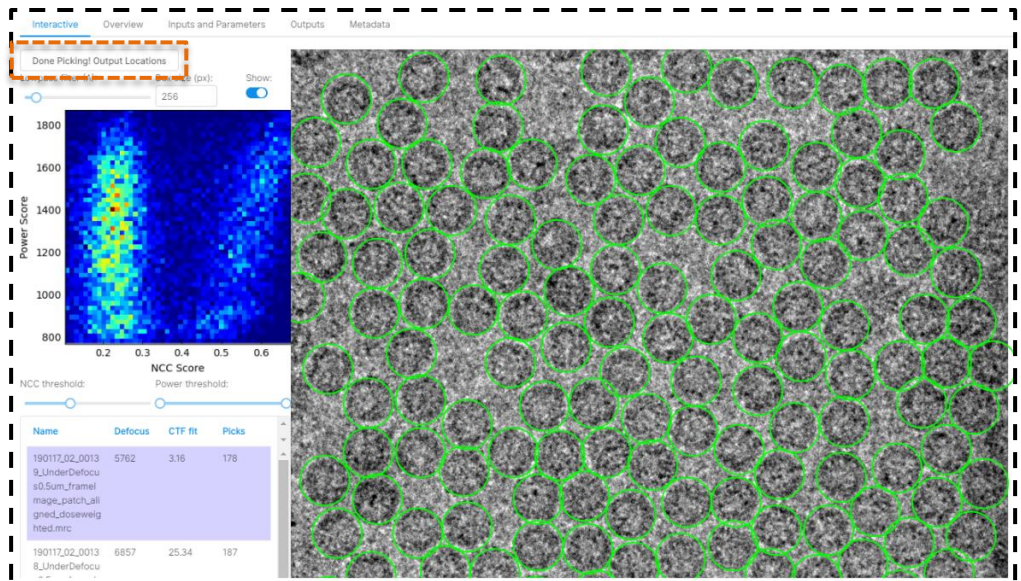 Interactive Overview Inputs and Parameters Outputs Metadata
Done Picking! Output Locations
(px): Show:
256
1800
1600
1400
1200
1000
800
Power Score
0.2 0.3 0.4 0.5 0.6
NCC Score
NCC threshold: Power threshold:
Name Defocus CTF fit Picks
190117_02_0013 5762 3.16 178
9_UnderDefocu
s0.5um_frameI
mage_patch_ali
gned_doseweig
hted.mrc
190117_02_0013 6857 25.34 187
8_UnderDefocu